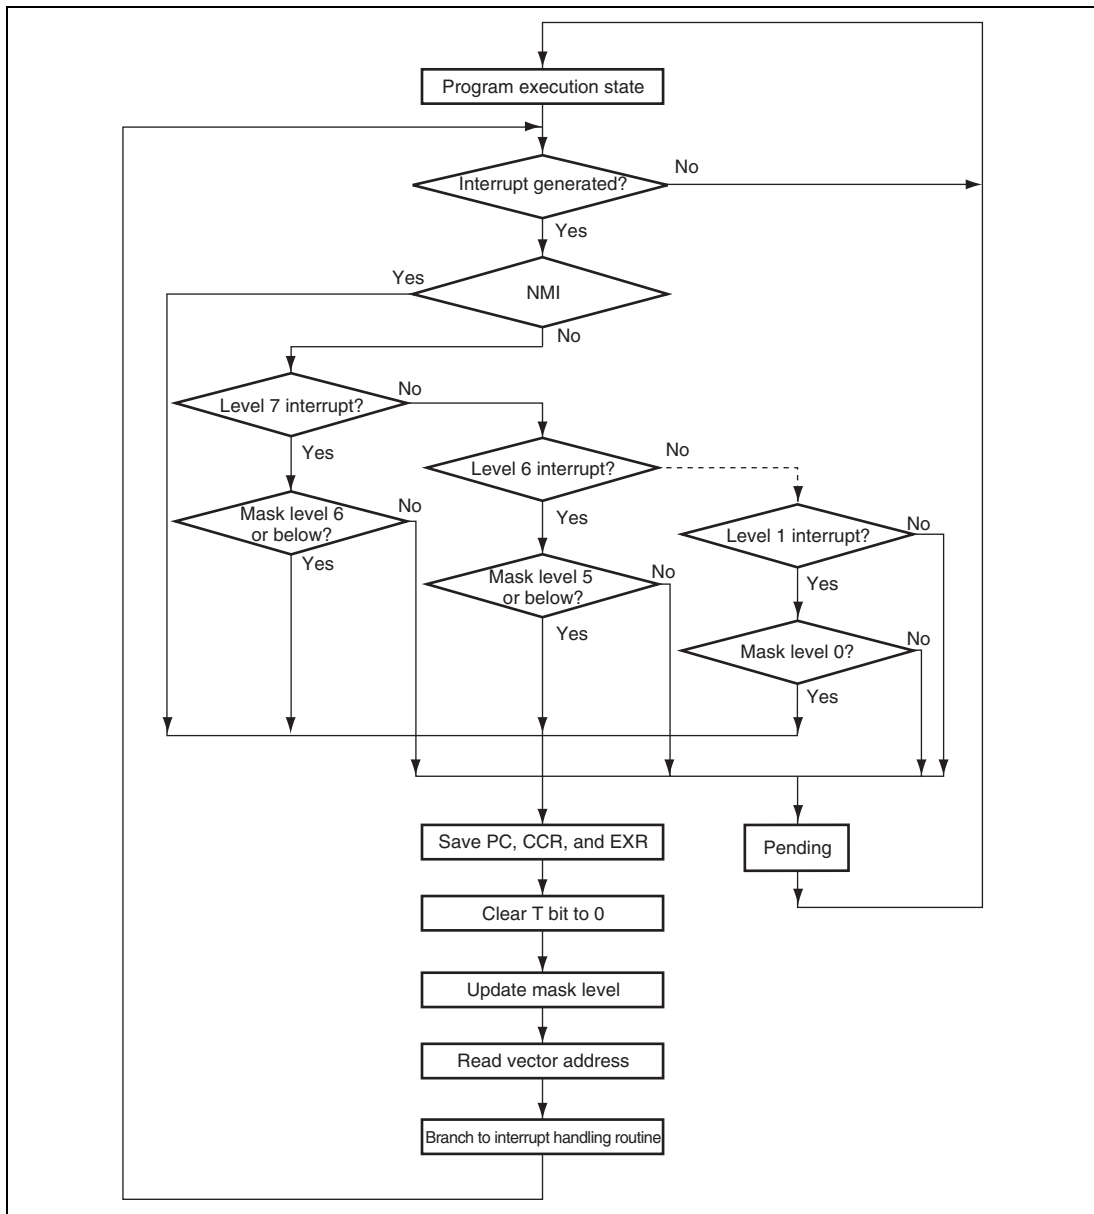 Program execution state
No
Interrupt generated?
Yes
Yes
NMI
No
No
Level 7 interrupt?
No
Yes
Level 6 interrupt?
No
Mask level 6
or below?
Yes
No
Level 1 interrupt?
Yes
No
Mask level 5
or below?
Yes
Yes
No
Mask level 0?
Yes
Save PC, CCR, and EXR
Pending
Clear T bit to 0
Update mask level
Read vector address
Branch to interrupt handling routine